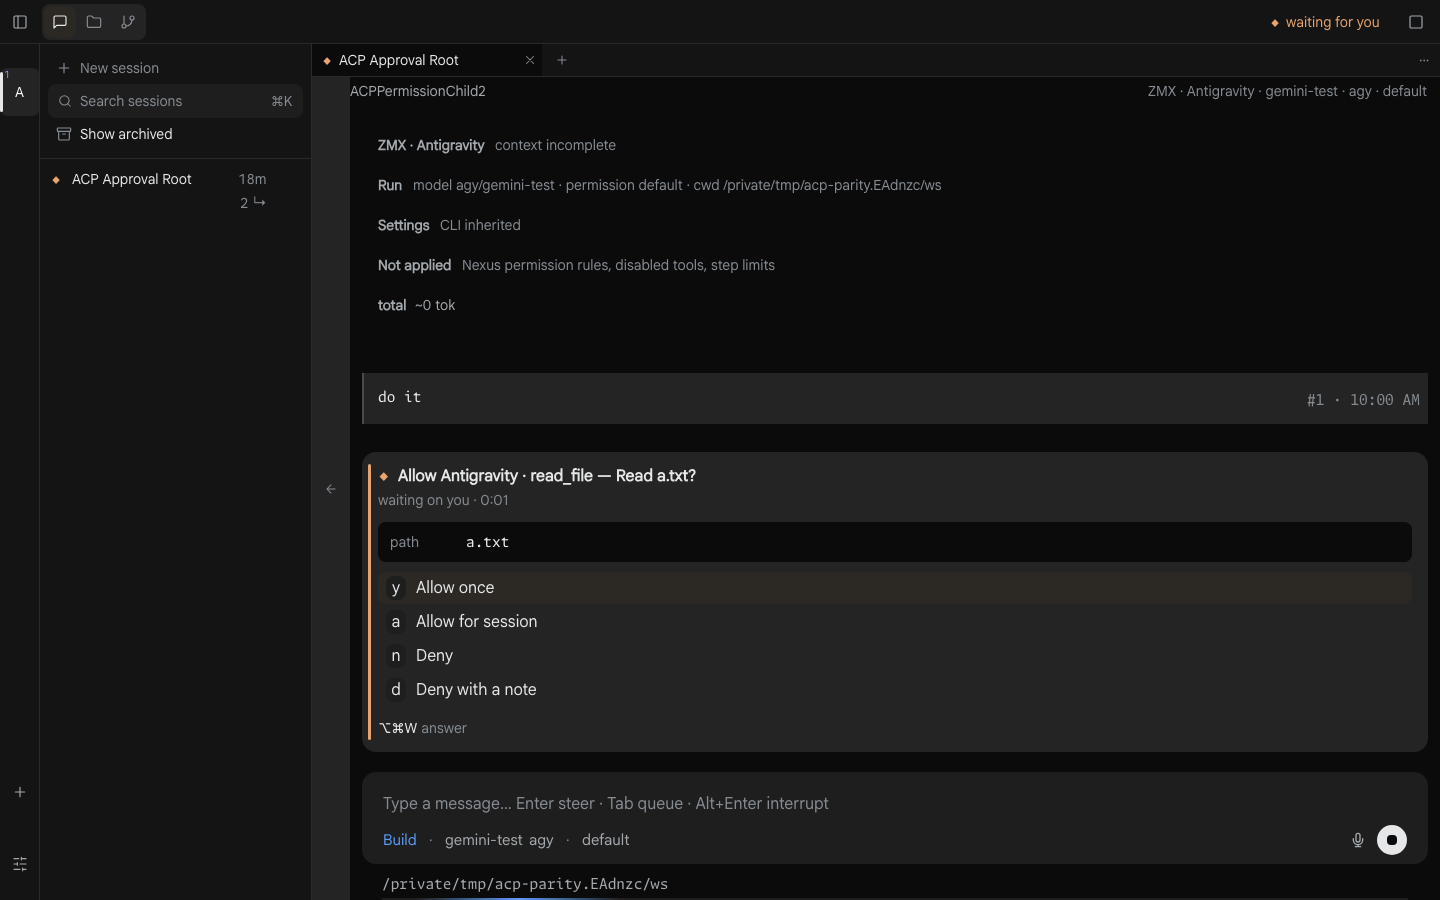 waiting for you
1
A
New session
Search sessions ⌘K
Show archived
ACP Approval Root 18m
2
ACP Approval Root
ACPPermissionChild2 ZMX · Antigravity · gemini-test · agy · default
ZMX · Antigravity context incomplete
Run model agy/gemini-test · permission default · cwd /private/tmp/acp-parity.EAdnzc/ws
Settings CLI inherited
Not applied Nexus permission rules, disabled tools, step limits
total ~0 tok
do it #1 · 10:00 AM
Allow Antigravity · read_file — Read a.txt?
waiting on you · 0:01
path a.txt
y Allow once
a Allow for session
n Deny
d Deny with a note
⌥⌘W answer
Type a message... Enter steer · Tab queue · Alt+Enter interrupt
Build · gemini-test agy · default
/private/tmp/acp-parity.EAdnzc/ws